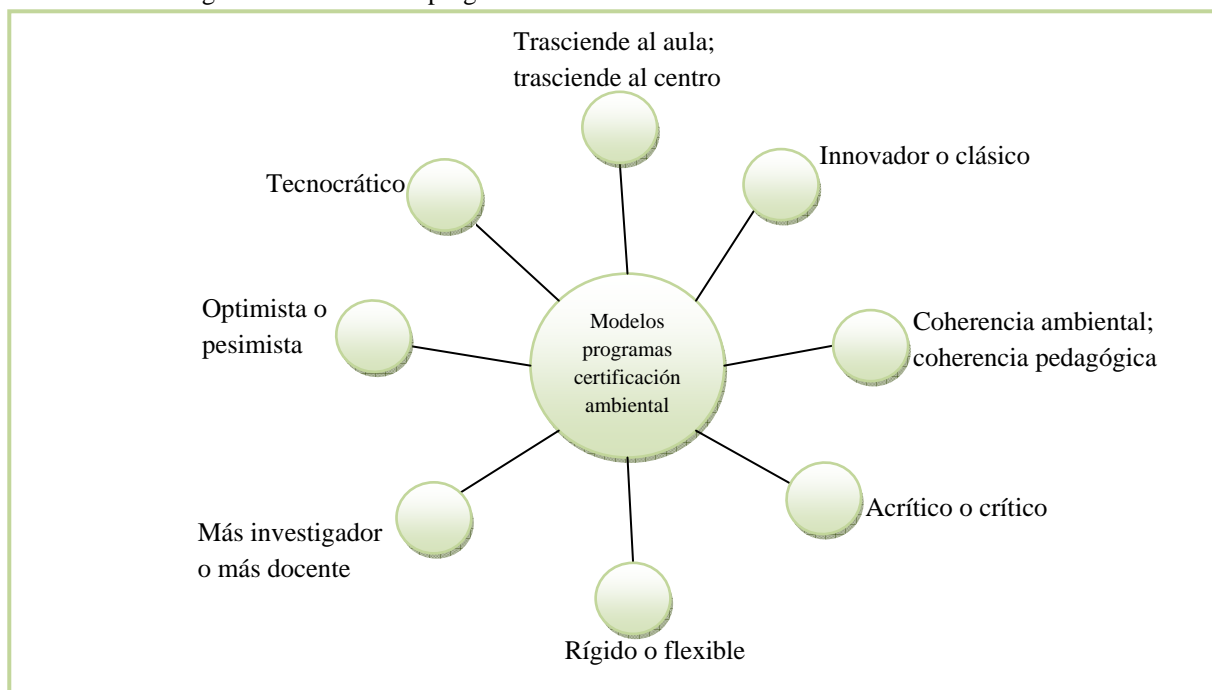 Trasciende al aula;
trasciende al centro
Innovador o clásico
Tecnocrático
Optimista o
pesimista
Modelos
programas
certificación
ambiental
Coherencia ambiental;
coherencia pedagógica
Acrítico o crítico
Más investigador
o más docente
Rígido o flexible